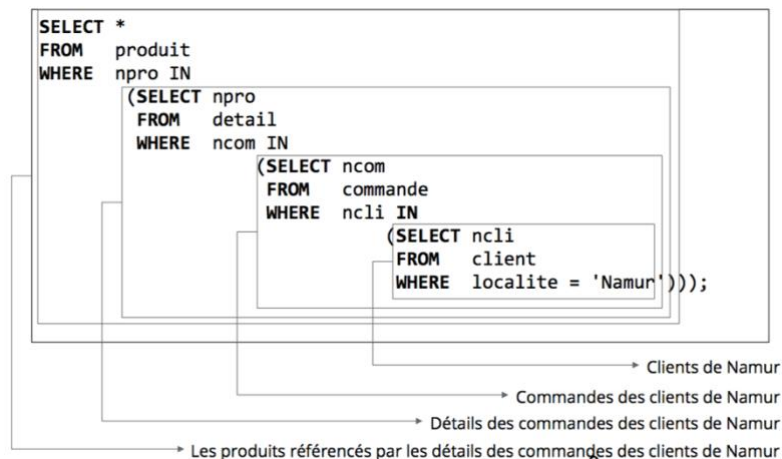 SELECT *
FROM produit
WHERE npro IN
(SELECT npro
FROM detail
WHERE ncom IN
(SELECT ncom
FROM commande
WHERE ncli IN
(SELECT ncli
FROM client
WHERE localite = 'Namur')));
Clients de Namur
Commandes des clients de Namur
Détails des commandes des clients de Namur
Les produits référencés par les détails des commandes des clients de Namur